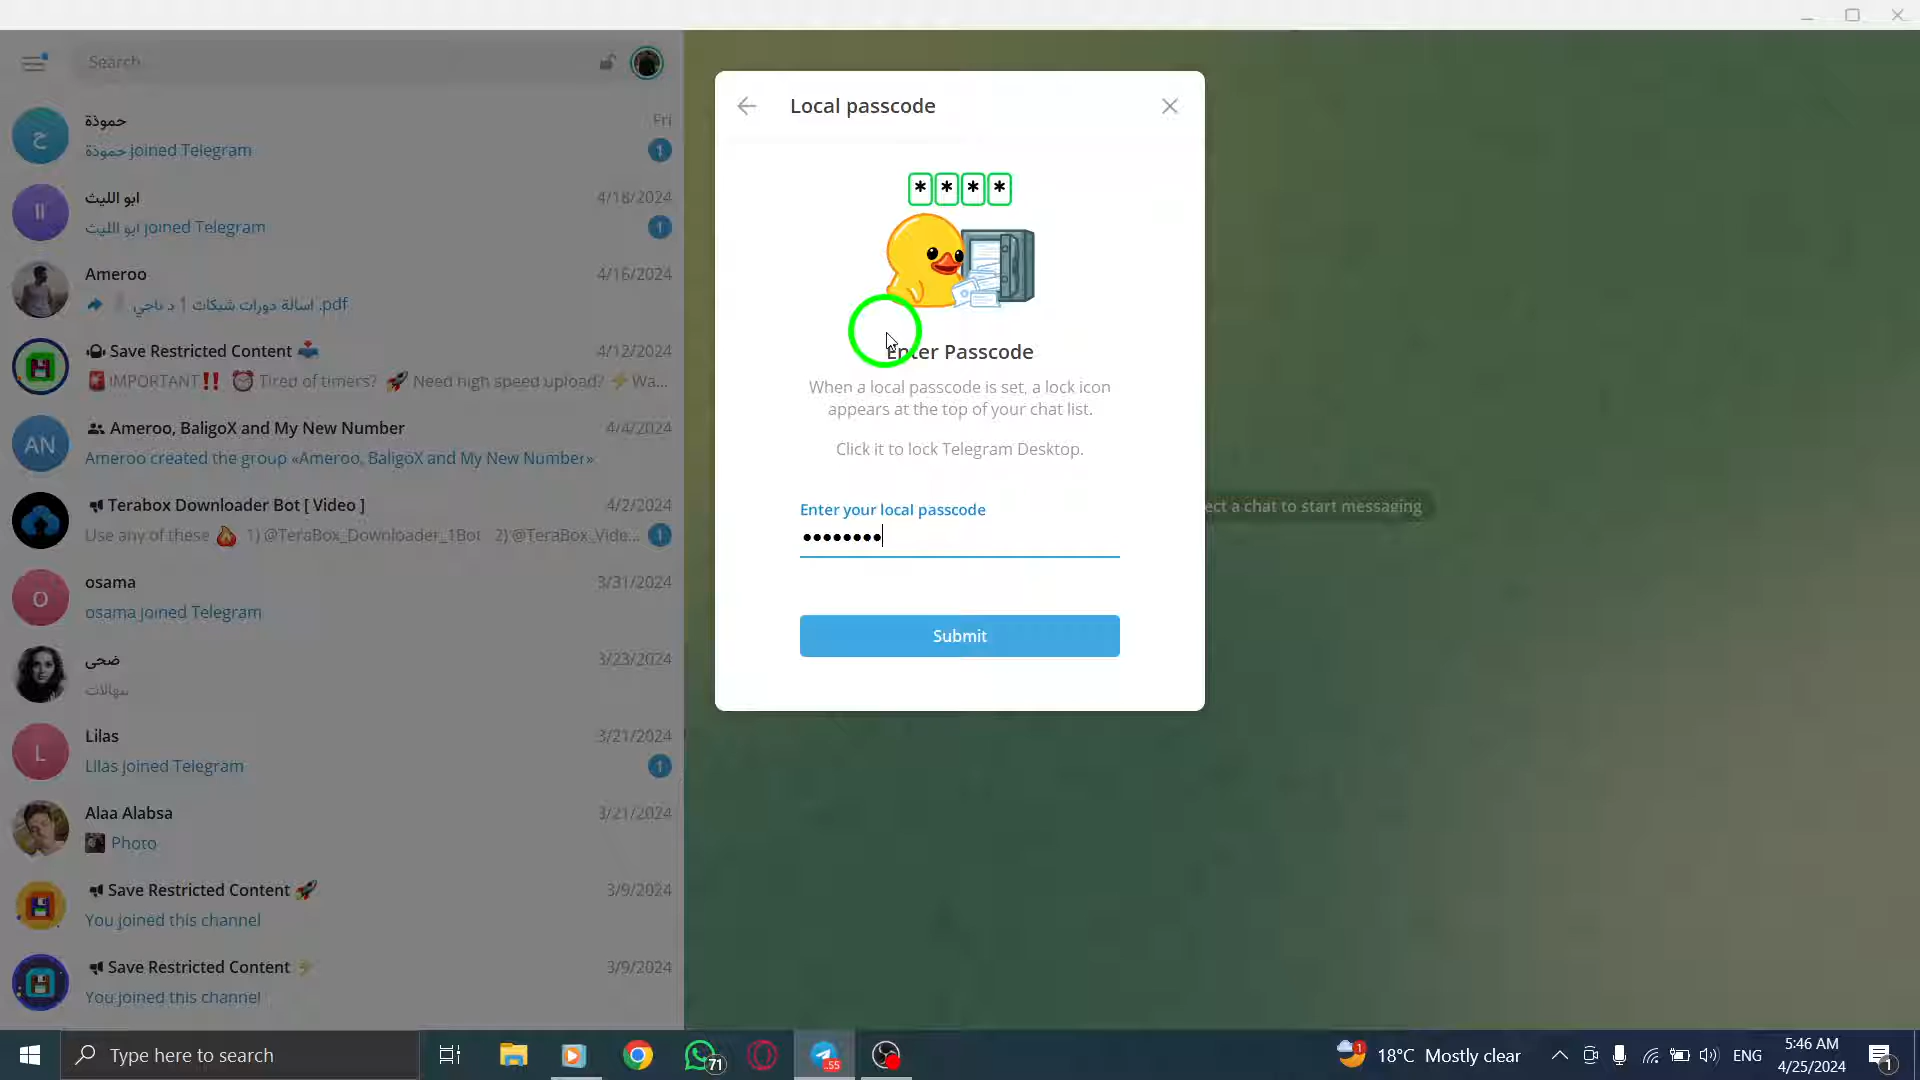 Search
حموذة
Fri
حموذة joined Telegram
1
ابو الليث
4/18/2024
ابو الليث joined Telegram
1
Ameroo
4/16/2024
اسالة دورات شبكات 1 د ناجي .pdf
Save Restricted Content
4/12/2024
IMPORTANT‼️ Tired of timers? Need high speed upload? Wa...
AN
Ameroo, BaligoX and My New Number
4/4/2024
Ameroo created the group «Ameroo, BaligoX and My New Number»
Terabox Downloader Bot [ Video ]
4/2/2024
Use any of these 1) @TeraBox_Downloader_1Bot 2) @TeraBox_Vide...
1
O
osama
3/31/2024
osama joined Telegram
ضحى
3/23/2024
سهالات
L
Lilas
3/21/2024
Lilas joined Telegram
1
Alaa Alabsa
3/21/2024
Photo
Save Restricted Content
3/9/2024
You joined this channel
Save Restricted Content
3/9/2024
You joined this channel
Local passcode
* * * *
Enter Passcode
When a local passcode is set, a lock icon
appears at the top of your chat list.
Click it to lock Telegram Desktop.
Enter your local passcode
Submit
ect a chat to start messaging
Type here to search
71
55
1
18°C Mostly clear
ENG
5:46 AM
4/25/2024
1